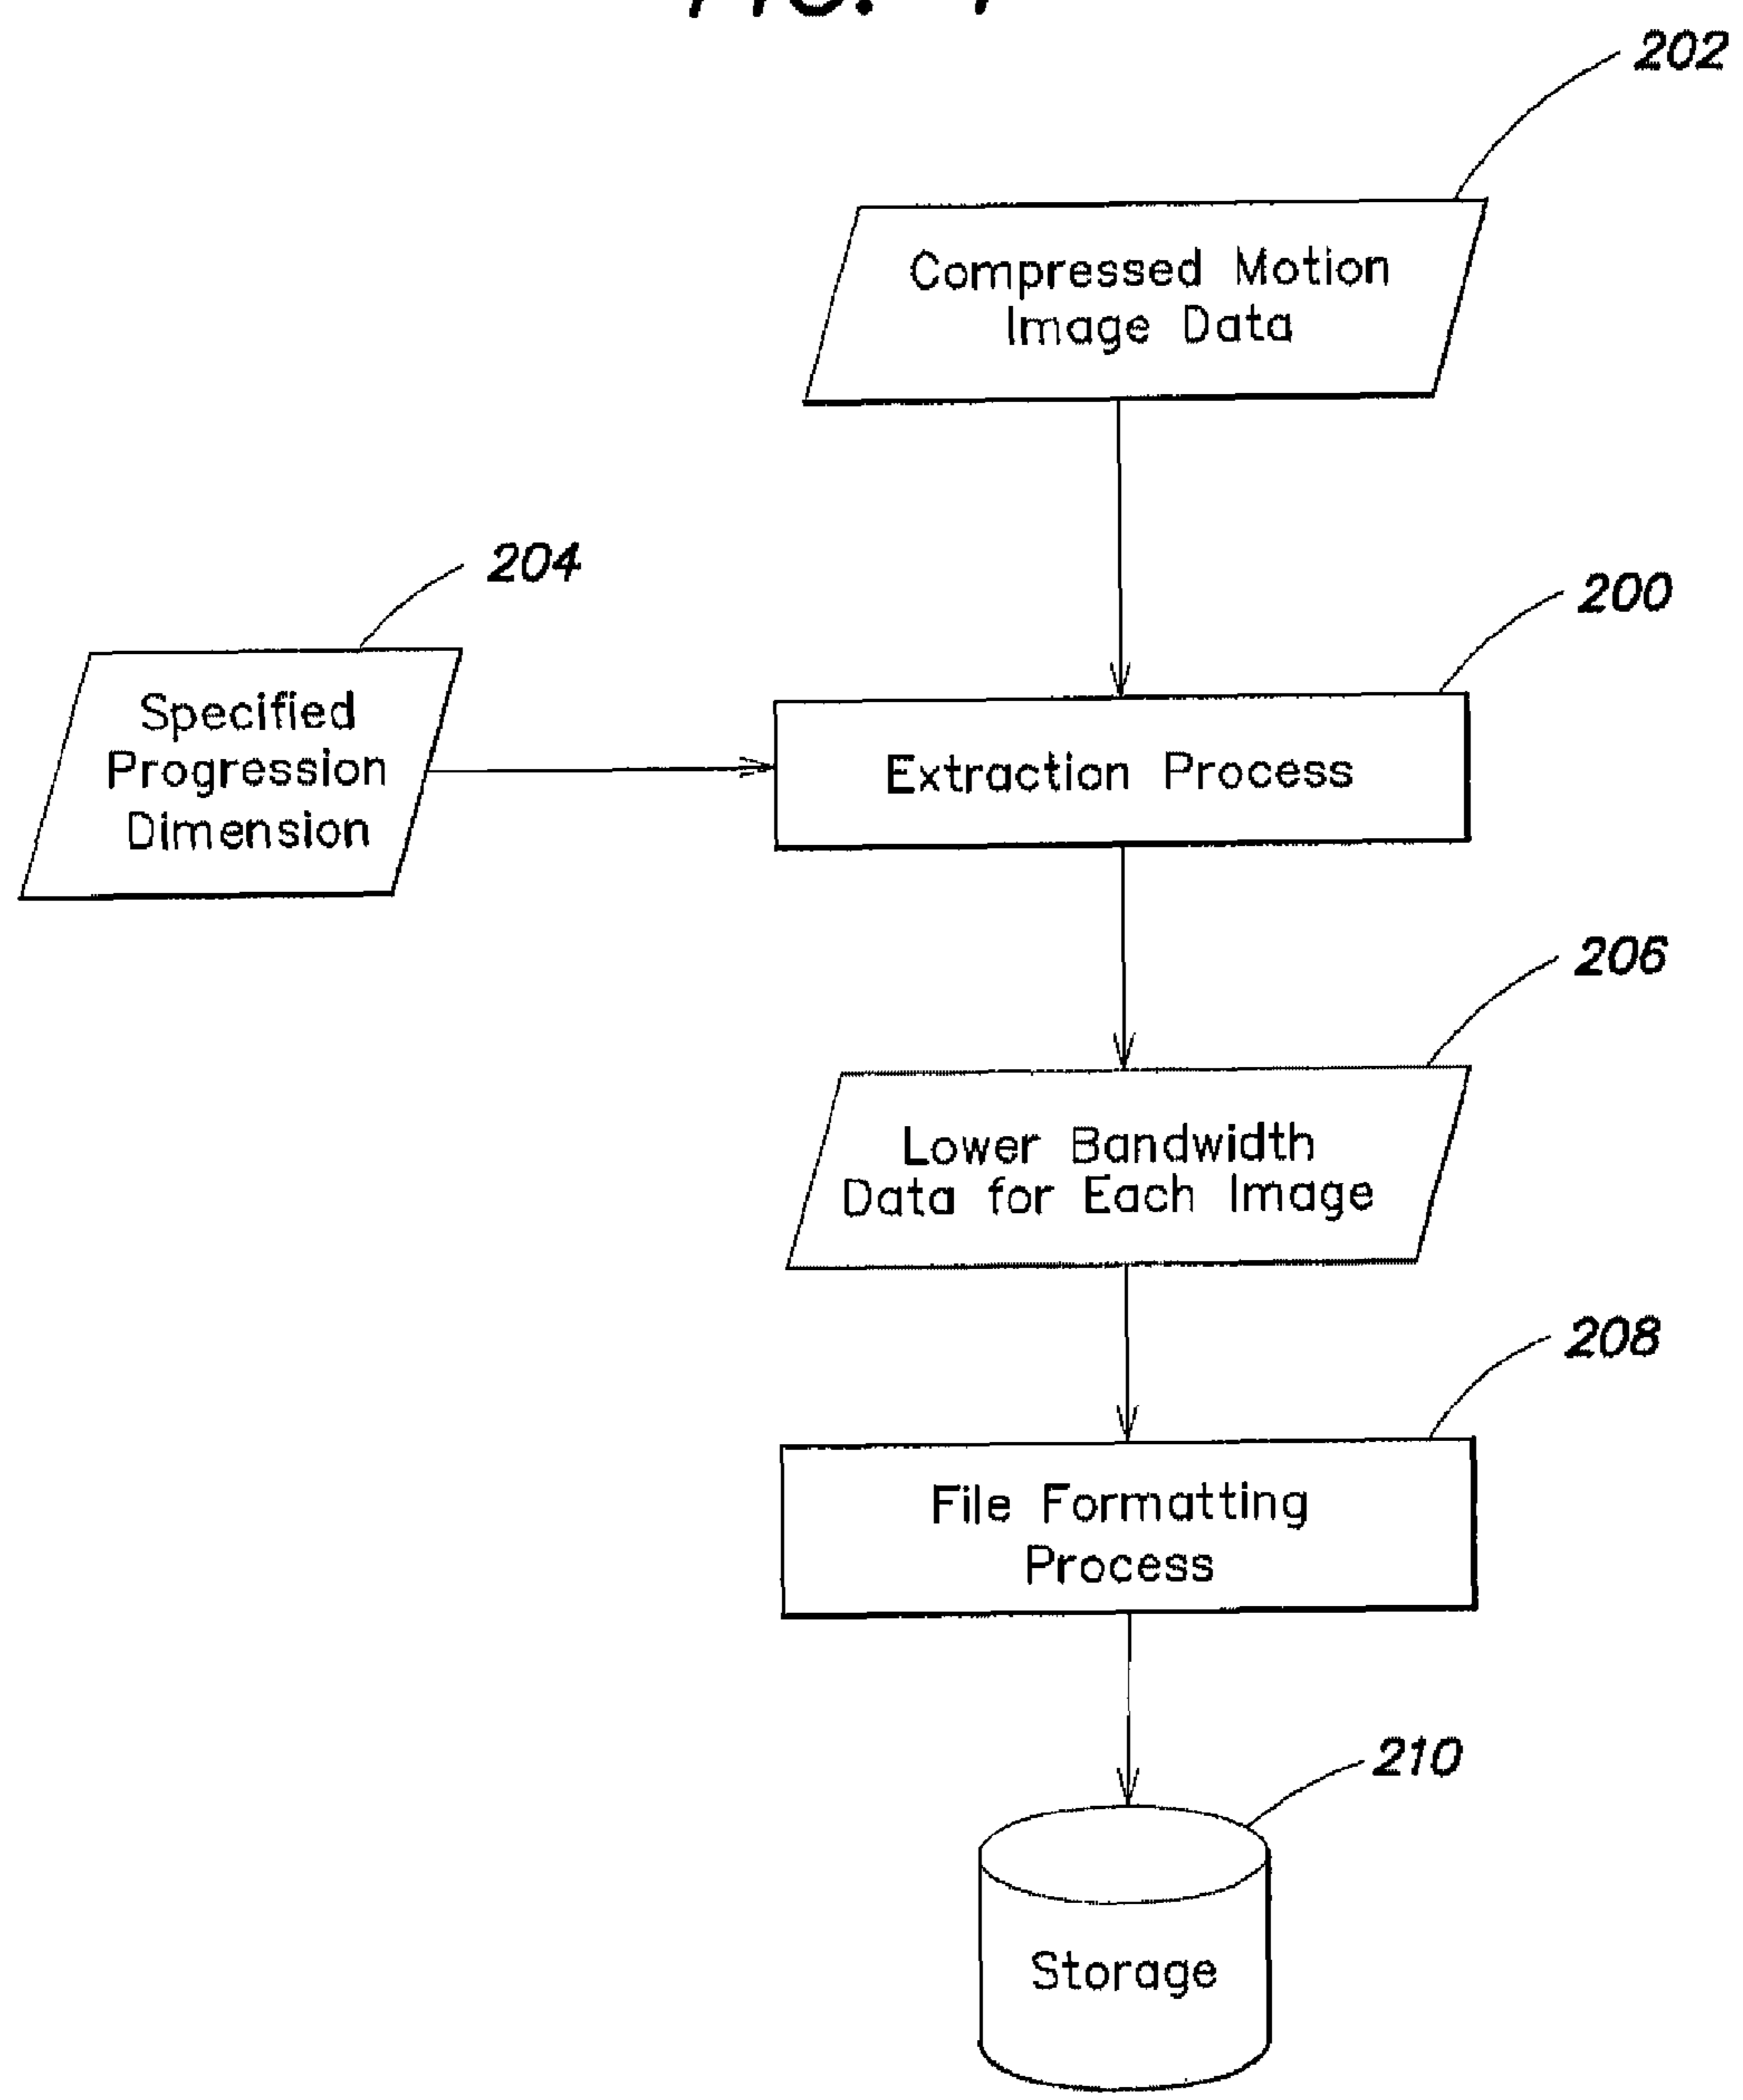 FIG.
202
Compressed Motion
Image Data
204
200
Specified
Progression
Dimension
Extraction Process
206
Lower Bandwidth
Data for Each Image
208
File Formatting
Process
210
Storage